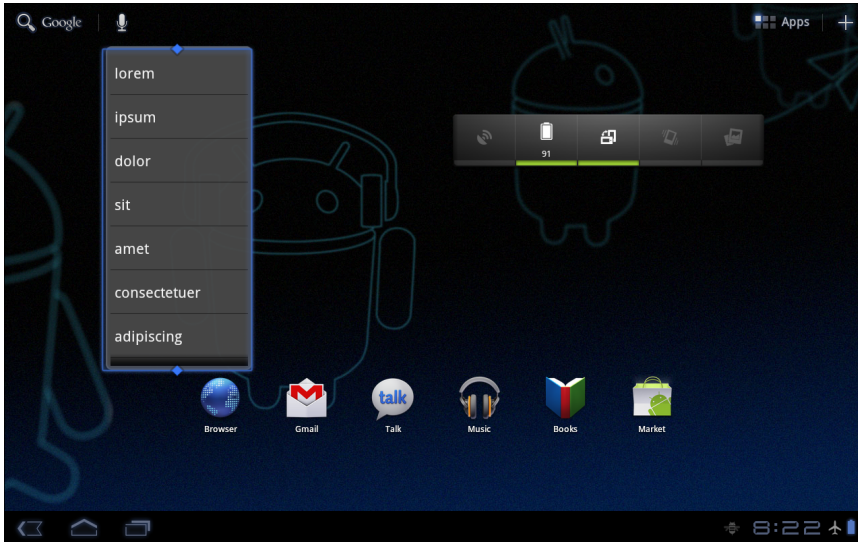 Google
Apps
lorem
ipsum
dolor
sit
amet
consectetuer
adipiscing
91
talk
Browser Gmail Talk Music Books Market
8:22